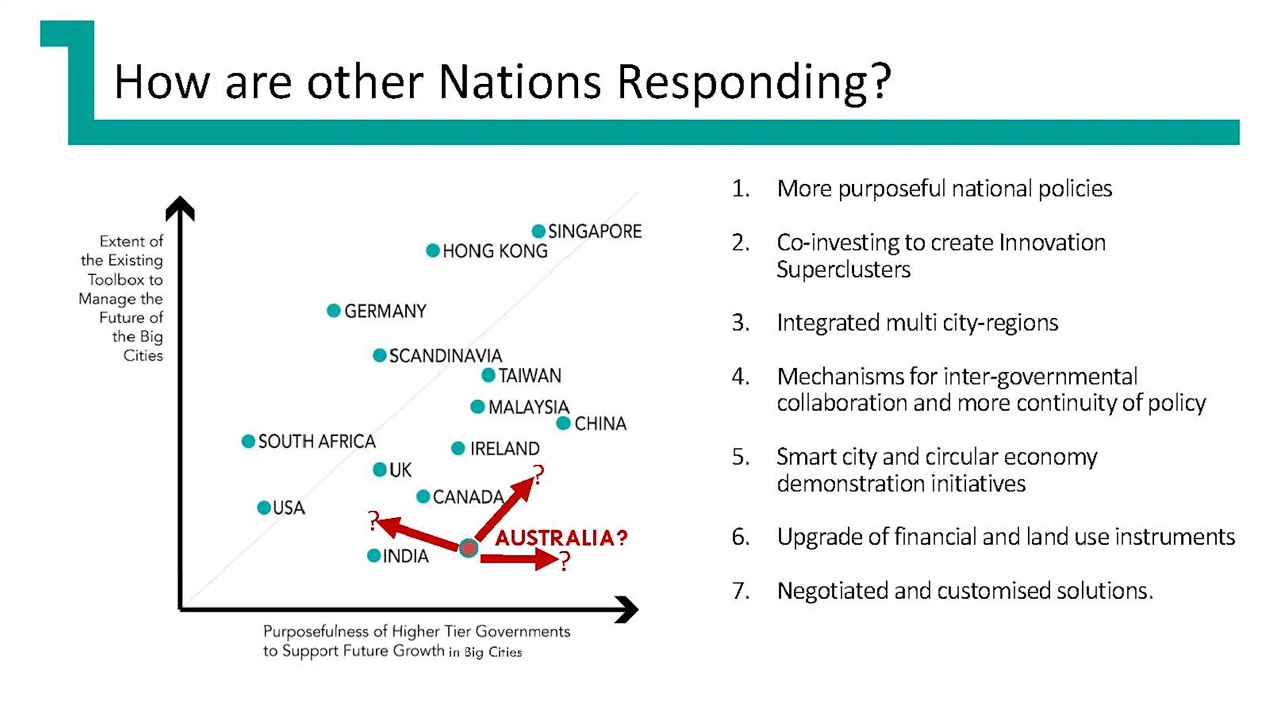 How are other Nations Responding?
Extent of
the Existing
Toolbox to
Manage the
Future of
the Big
Cities
SINGAPORE
HONG KONG
GERMANY
SCANDINAVIA
TAIWAN
MALAYSIA
CHINA
SOUTH AFRICA
IRELAND
UK
?
CANADA
USA
?
AUSTRALIA?
INDIA
?
Purposefulness of Higher Tier Governments
to Support Future Growth in Big Cities
1. More purposeful national policies
2. Co-investing to create Innovation
Superclusters
3. Integrated multi city-regions
4. Mechanisms for inter-governmental
collaboration and more continuity of policy
5. Smart city and circular economy
demonstration initiatives
6. Upgrade of financial and land use instruments
7. Negotiated and customised solutions.